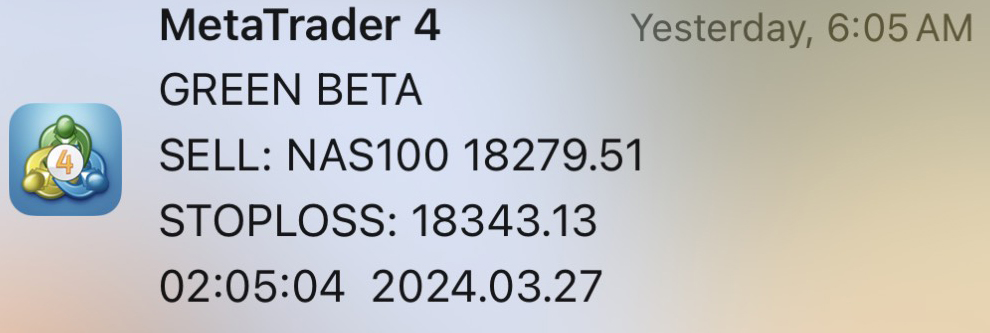 MetaTrader 4
Yesterday, 6:05 AM
GREEN BETA
4
SELL: NAS100 18279.51
STOPLOSS: 18343.13
02:05:04 2024.03.27